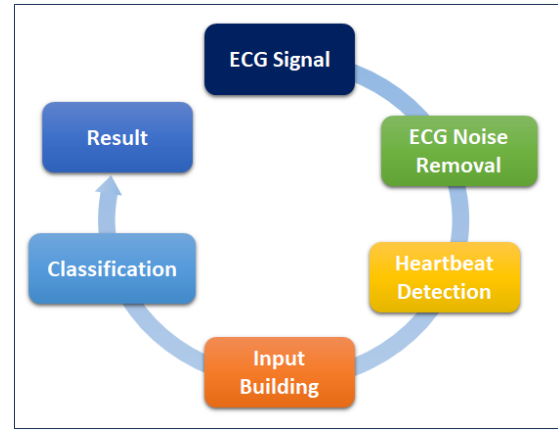 ECG Signal
ECG Noise
Removal
Heartbeat
Detection
Input
Building
Classification
Result